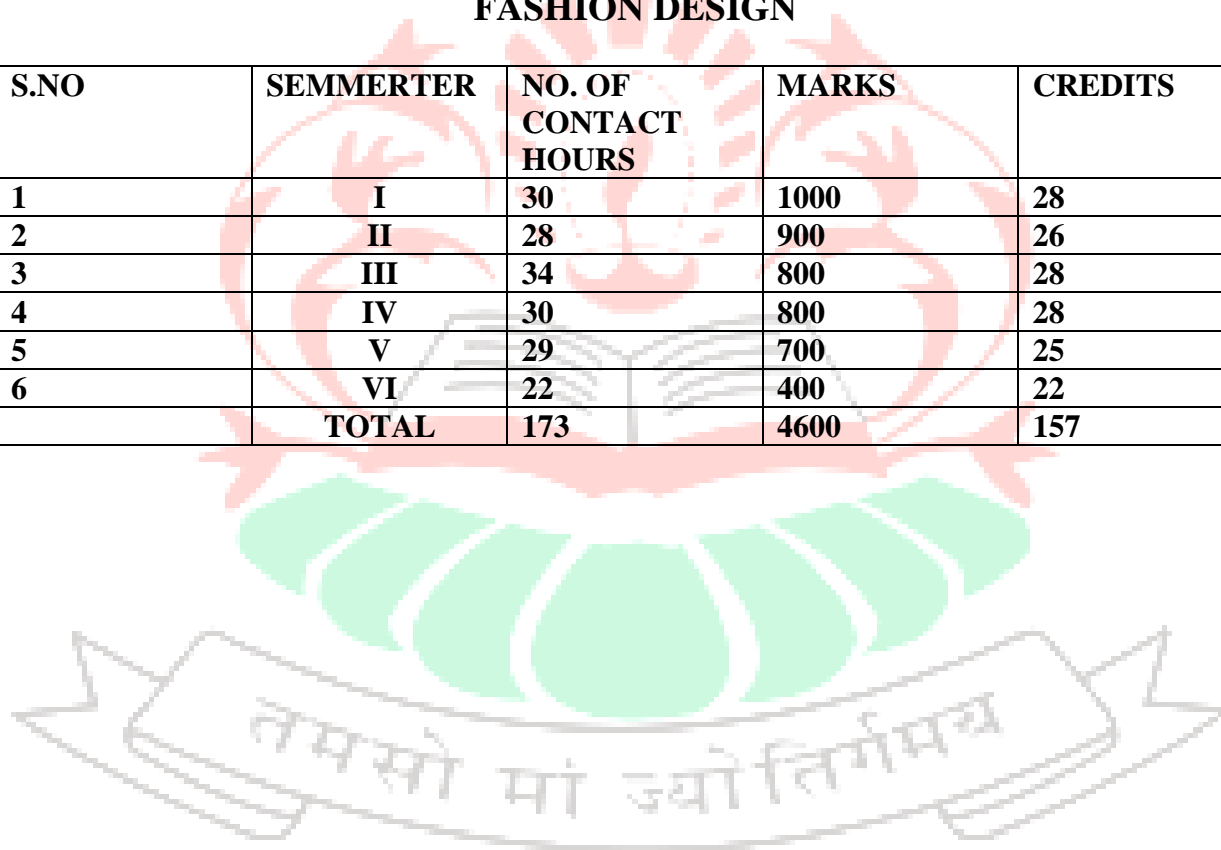 FASHION DESIGN
S.NO SEMMERTER NO. OF CONTACT HOURS MARKS CREDITS
1 I 30 1000 28
2 II 28 900 26
3 III 34 800 28
4 IV 30 800 28
5 V 29 700 25
6 VI 22 400 22
TOTAL 173 4600 157
तमसो मां ज्योतिर्गमय